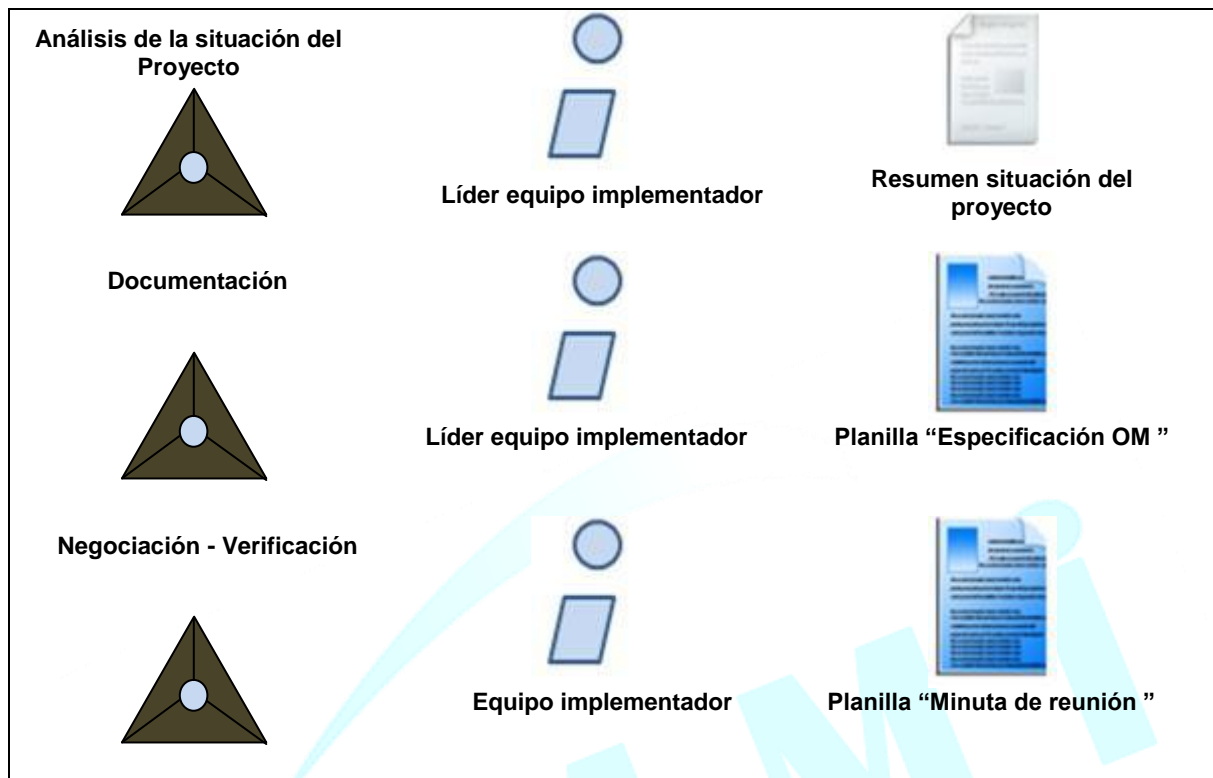 Análisis de la situación del
Proyecto
Líder equipo implementador
Resumen situación del
proyecto
Documentación
Líder equipo implementador
Planilla “Especificación OM ”
Negociación - Verificación
Equipo implementador
Planilla “Minuta de reunión ”